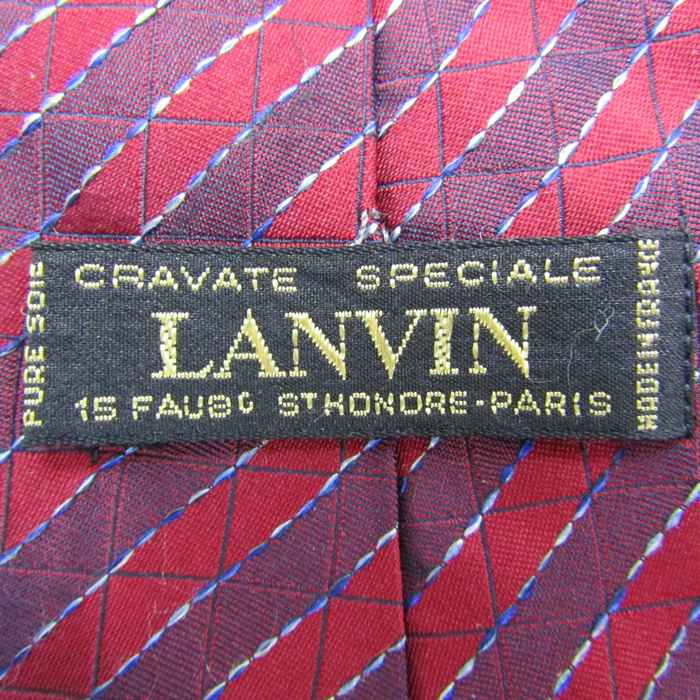 PURE SOIE
CRAVATE SPECIALE
LANVIN
15 FAUBG ST HONORE-PARIS
MADE IN FRANCE